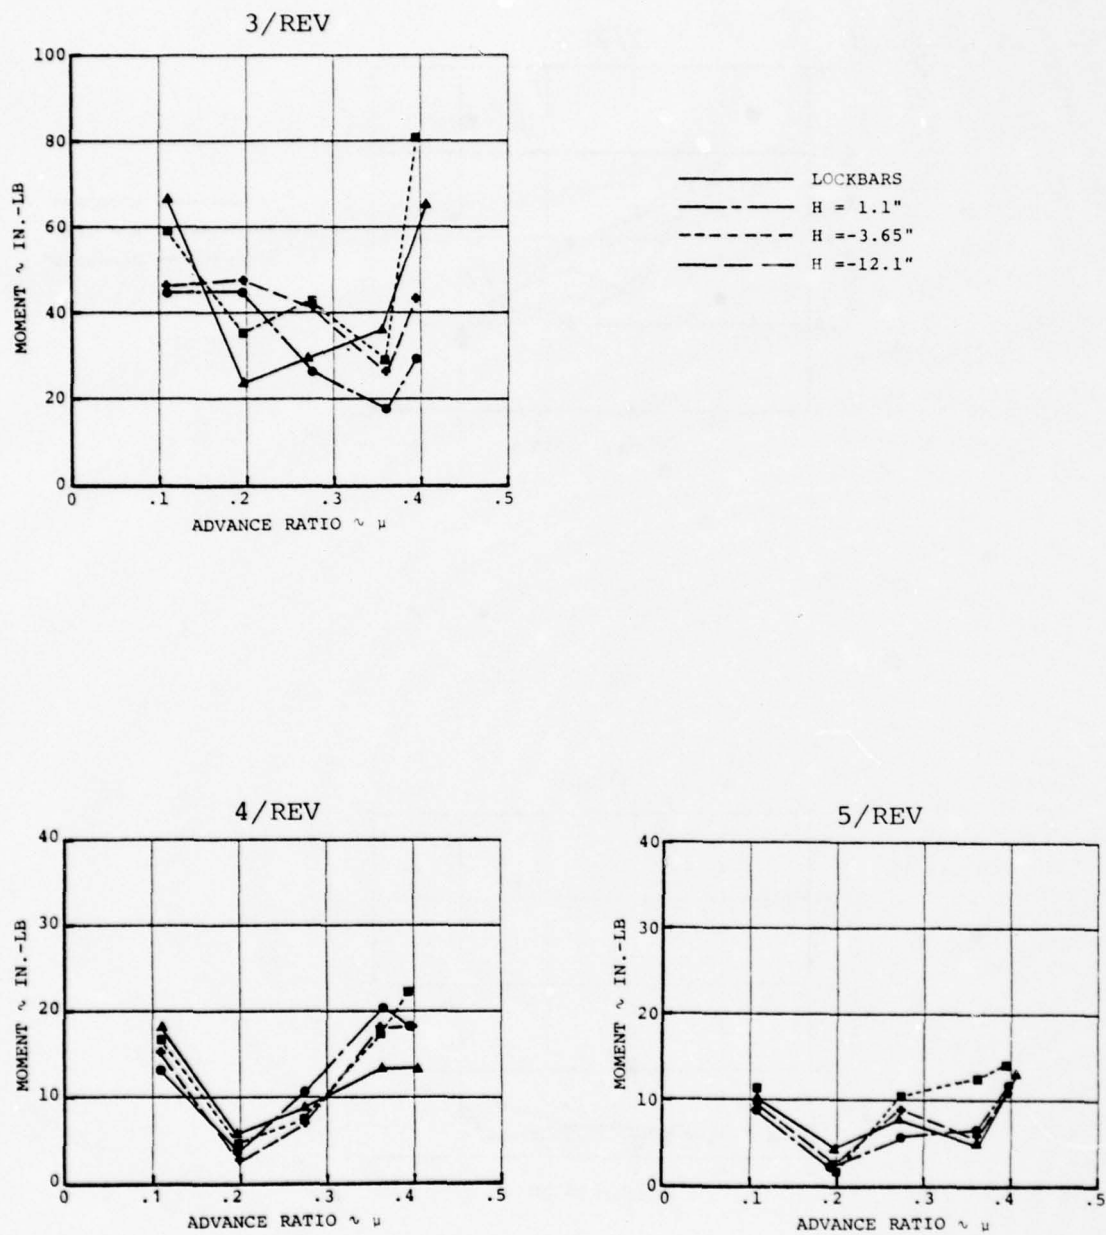 3/REV
100
80
60
40
20
0
MOMENT ~ IN.-LB
0 .1 .2 .3 .4 .5
ADVANCE RATIO ~ μ
LOCKBARS
H = 1.1"
H =-3.65"
H =-12.1"
4/REV
40
30
20
10
0
MOMENT ~ IN.-LB
0 .1 .2 .3 .4 .5
ADVANCE RATIO ~ μ
5/REV
40
30
20
10
0
MOMENT ~ IN.-LB
0 .1 .2 .3 .4 .5
ADVANCE RATIO ~ μ